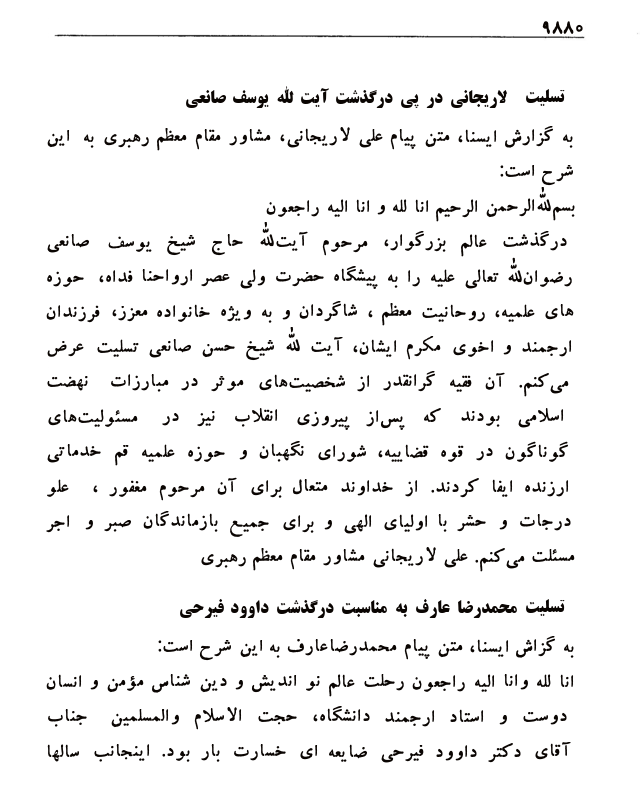 ۹۸۸۰
تسلیت لاریجانی در پی درگذشت آیت لله یوسف صانعی
به گزارش ایسنا، متن پیام علی لاریجانی، مشاور مقام معظم رهبری به این
شرح است:
بسم‌لله‌الرحمن الرحیم انا لله و انا الیه راجعون
درگذشت عالم بزرگوار، مرحوم آیت‌لله حاج شیخ یوسف صانعی
رضوان‌لله تعالی علیه را به پیشگاه حضرت ولی عصر ارواحنا فداه، حوزه
های علمیه، روحانیت معظم ، شاگردان و به ویژه خانواده معزز، فرزندان
ارجمند و اخوی مکرم ایشان، آیت لله شیخ حسن صانعی تسلیت عرض
می‌کنم. آن فقیه گرانقدر از شخصیت‌های موثر در مبارزات نهضت
اسلامی بودند که پس‌از پیروزی انقلاب نیز در مسئولیت‌های
گوناگون در قوه قضاییه، شورای نگهبان و حوزه علمیه قم خدماتی
ارزنده ایفا کردند. از خداوند متعال برای آن مرحوم مغفور ، علو
درجات و حشر با اولیای الهی و برای جمیع بازماندگان صبر و اجر
مسئلت می‌کنم. علی لاریجانی مشاور مقام معظم رهبری
تسلیت محمدرضا عارف به مناسبت درگذشت داوود فیرحی
به گزاش ایسنا، متن پیام محمدرضاعارف به این شرح است:
انا لله وانا الیه راجعون رحلت عالم نو اندیش و دین شناس مؤمن و انسان
دوست و استاد ارجمند دانشگاه، حجت الاسلام والمسلمین جناب
آقای دکتر داوود فیرحی ضایعه ای خسارت بار بود. اینجانب سالها